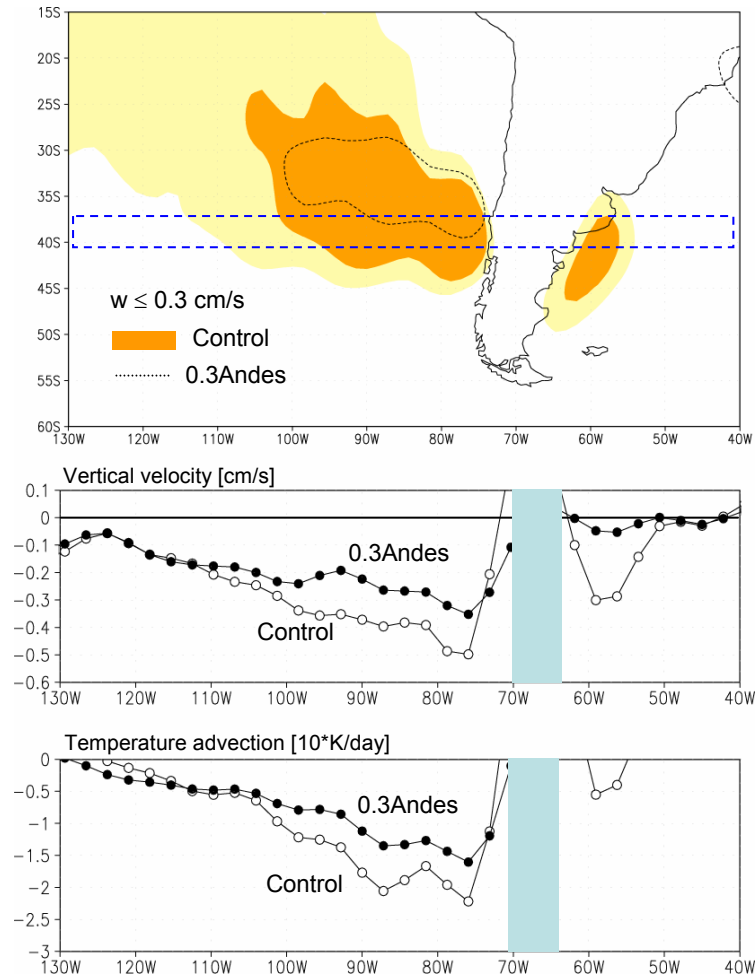 15S
20S
25S
30S
35S
40S
45S
50S
55S
60S
w ≤ 0.3 cm/s
Control
0.3Andes
130W 120W 110W 100W 90W 80W 70W 60W 50W 40W
Vertical velocity [cm/s]
0.1
0
-0.1
-0.2
-0.3
-0.4
-0.5
-0.6
0.3Andes
Control
130W 120W 110W 100W 90W 80W 70W 60W 50W 40W
Temperature advection [10*K/day]
0
-0.5
-1
-1.5
-2
-2.5
-3
0.3Andes
Control
130W 120W 110W 100W 90W 80W 70W 60W 50W 40W